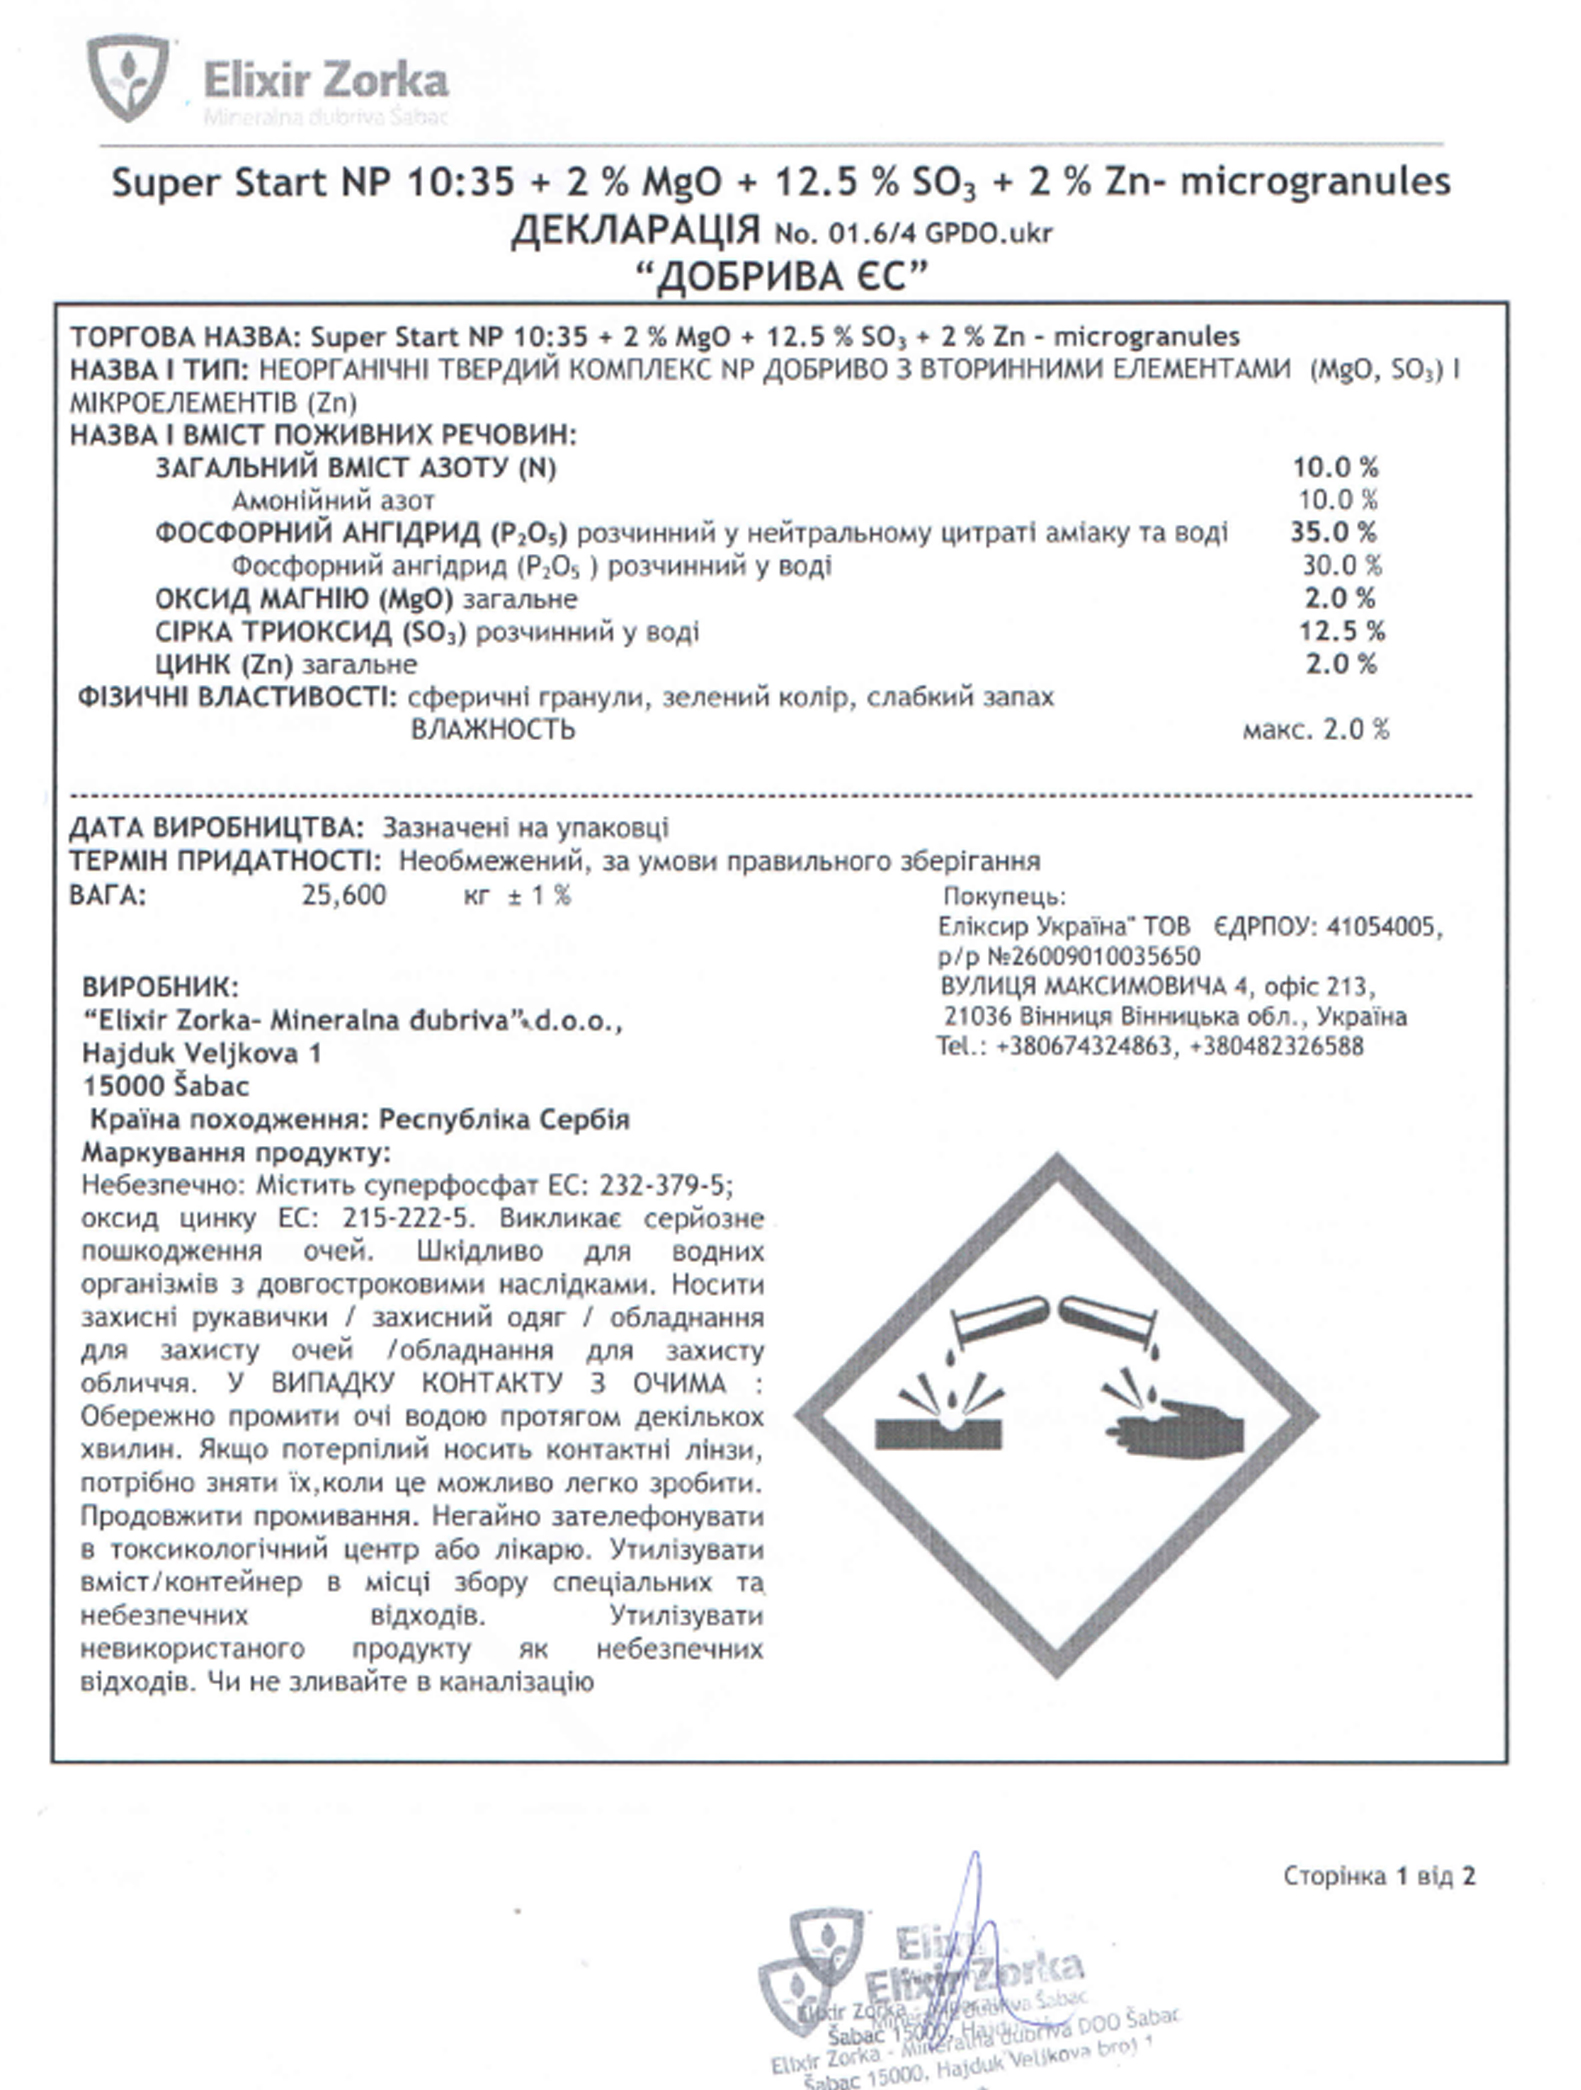 Elixir Zorka
Mineralna đubriva Šabac
Super Start NP 10:35 + 2 % MgO + 12.5 % SO₃ + 2 % Zn- microgranules
ДЕКЛАРАЦІЯ No. 01.6/4 GPDO.ukr
“ДОБРИВА ЄС”
ТОРГОВА НАЗВА: Super Start NP 10:35 + 2 % MgO + 12.5 % SO₃ + 2 % Zn - microgranules
НАЗВА І ТИП: НЕОРГАНІЧНІ ТВЕРДИЙ КОМПЛЕКС NP ДОБРИВО З ВТОРИННИМИ ЕЛЕМЕНТАМИ (MgO, SO₃) І
МІКРОЕЛЕМЕНТІВ (Zn)
НАЗВА І ВМІСТ ПОЖИВНИХ РЕЧОВИН:
ЗАГАЛЬНИЙ ВМІСТ АЗОТУ (N) 10.0 %
Амонійний азот 10.0 %
ФОСФОРНИЙ АНГІДРИД (P₂O₅) розчинний у нейтральному цитраті аміаку та воді 35.0 %
Фосфорний ангідрид (P₂O₅ ) розчинний у воді 30.0 %
ОКСИД МАГНІЮ (MgO) загальне 2.0 %
СІРКА ТРИОКСИД (SO₃) розчинний у воді 12.5 %
ЦИНК (Zn) загальне 2.0 %
ФІЗИЧНІ ВЛАСТИВОСТІ: сферичні гранули, зелений колір, слабкий запах
ВЛАЖНОСТЬ макс. 2.0 %
ДАТА ВИРОБНИЦТВА: Зазначені на упаковці
ТЕРМІН ПРИДАТНОСТІ: Необмежений, за умови правильного зберігання
ВАГА: 25,600 кг ± 1 %
Покупець:
Еліксир Україна" ТОВ ЄДРПОУ: 41054005,
р/р №26009010035650
ВУЛИЦЯ МАКСИМОВИЧА 4, офіс 213,
21036 Вінниця Вінницька обл., Україна
Tel.: +380674324863, +380482326588
ВИРОБНИК:
“Elixir Zorka- Mineralna đubriva” d.o.o.,
Hajduk Veljkova 1
15000 Šabac
Країна походження: Республіка Сербія
Маркування продукту:
Небезпечно: Містить суперфосфат ЕС: 232-379-5;
оксид цинку ЕС: 215-222-5. Викликає серйозне
пошкодження очей. Шкідливо для водних
організмів з довгостроковими наслідками. Носити
захисні рукавички / захисний одяг / обладнання
для захисту очей /обладнання для захисту
обличчя. У ВИПАДКУ КОНТАКТУ З ОЧИМА :
Обережно промити очі водою протягом декількох
хвилин. Якщо потерпілий носить контактні лінзи,
потрібно зняти їх,коли це можливо легко зробити.
Продовжити промивання. Негайно зателефонувати
в токсикологічний центр або лікарю. Утилізувати
вміст/контейнер в місці збору спеціальних та
небезпечних відходів. Утилізувати
невикористаного продукту як небезпечних
відходів. Чи не зливайте в каналізацію
Сторінка 1 від 2
Elixir Zorka
Elixir Zorka - Mineralna đubriva DOO Šabac
Šabac 15000, Hajduk Veljkova broj 1